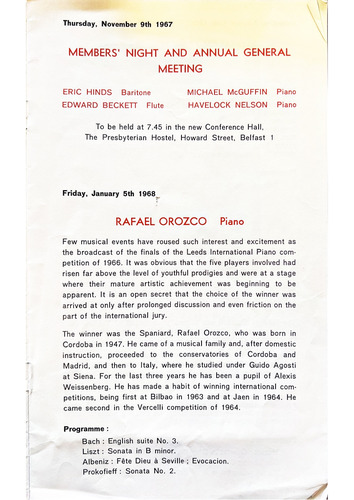 Thursday, November 9th 1967
MEMBERS' NIGHT AND ANNUAL GENERAL
MEETING
ERIC HINDS Baritone MICHAEL McGUFFIN Piano
EDWARD BECKETT Flute HAVELOCK NELSON Piano
To be held at 7.45 in the new Conference Hall,
The Presbyterian Hostel, Howard Street, Belfast 1
Friday, January 5th 1968
RAFAEL OROZCO Piano
Few musical events have roused such interest and excitement as
the broadcast of the finals of the Leeds International Piano com-
petition of 1966. It was obvious that the five players involved had
risen far above the level of youthful prodigies and were at a stage
where their mature artistic achievement was beginning to be
apparent. It is an open secret that the choice of the winner was
arrived at only after prolonged discussion and even friction on the
part of the international jury.
The winner was the Spaniard, Rafael Orozco, who was born in
Cordoba in 1947. He came of a musical family and, after domestic
instruction, proceeded to the conservatories of Cordoba and
Madrid, and then to Italy, where he studied under Guido Agosti
at Siena. For the last three years he has been a pupil of Alexis
Weissenberg. He has made a habit of winning international com-
petitions, being first at Bilbao in 1963 and at Jaen in 1964. He
came second in the Vercelli competition of 1964.
Programme :
Bach : English suite No. 3.
Liszt : Sonata in B minor.
Albeniz : Fête Dieu à Seville ; Evocacion.
Prokofieff : Sonata No. 2.